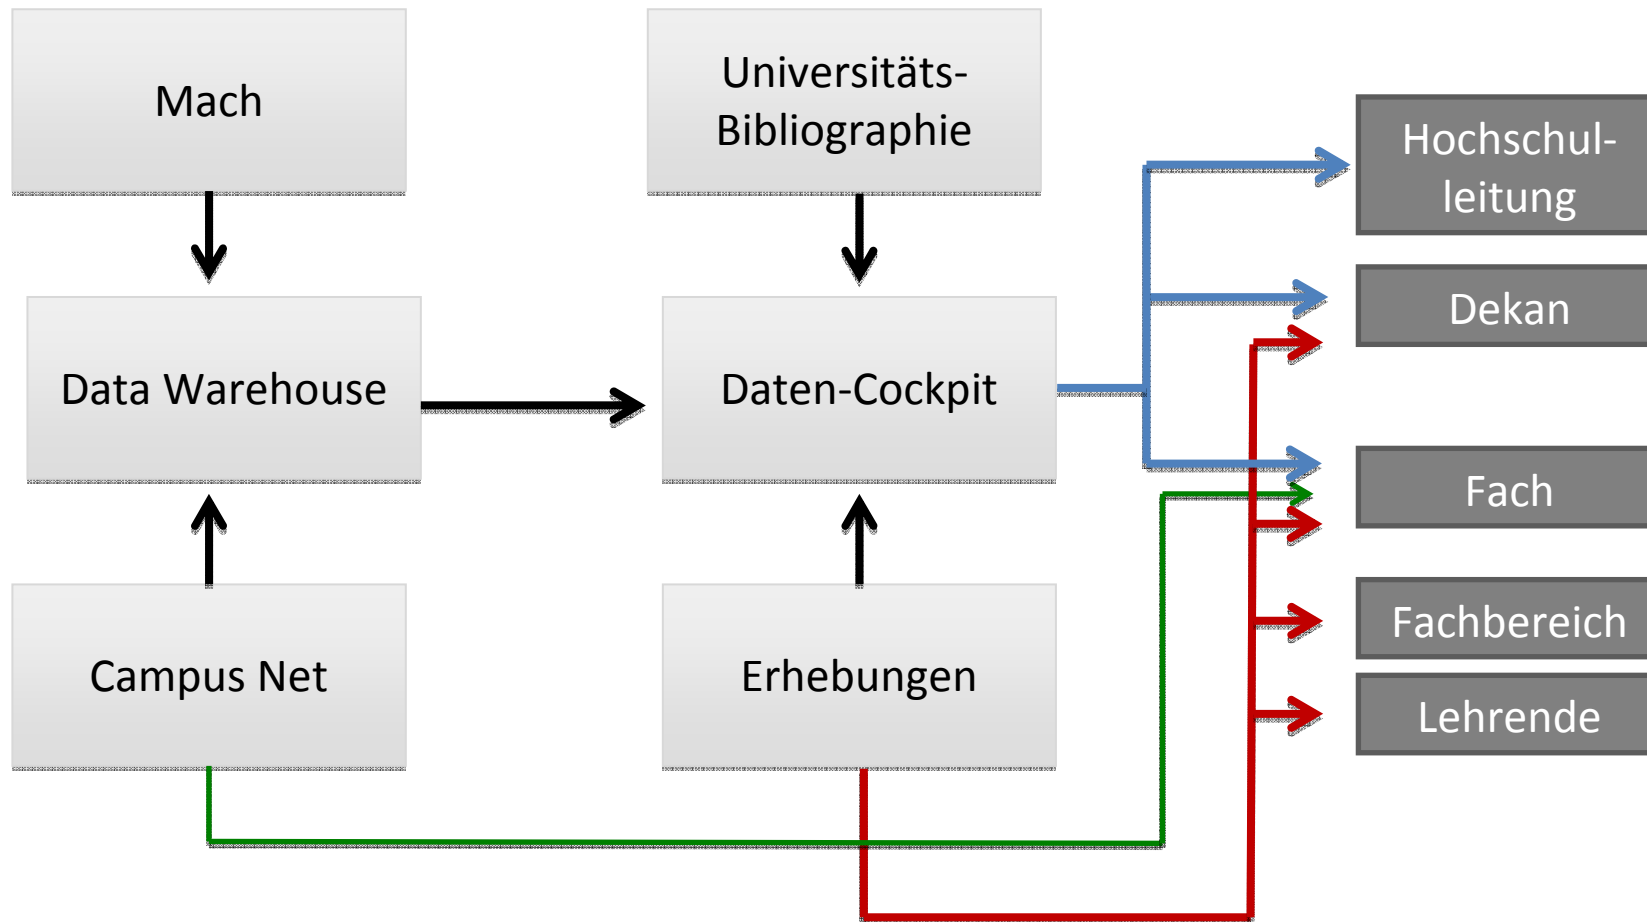 Mach
Universitäts-
Bibliographie
Hochschul-
leitung
Dekan
Data Warehouse
Daten-Cockpit
Fach
Fachbereich
Campus Net
Erhebungen
Lehrende